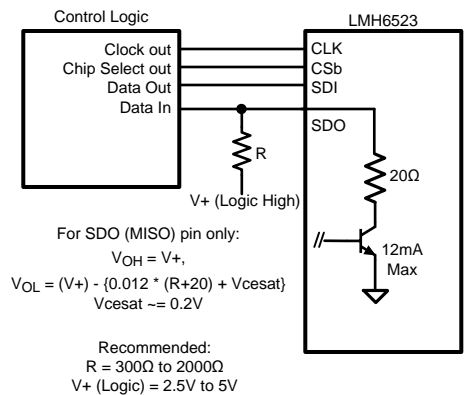 Control Logic
LMH6523
Clock out
CLK
Chip Select out
CSb
Data Out
SDI
Data In
SDO
R
V+ (Logic High)
20Ω
12mA
Max
For SDO (MISO) pin only:
VOH = V+,
VOL = (V+) - {0.012 * (R+20) + Vcesat}
Vcesat ~= 0.2V
Recommended:
R = 300Ω to 2000Ω
V+ (Logic) = 2.5V to 5V